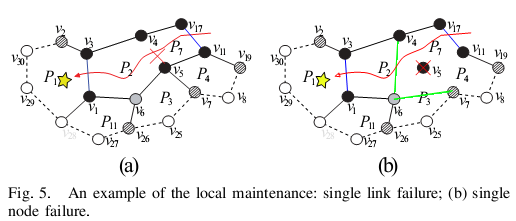 v2 v3 v4 v17
v30 P7 v11
P1 P2 v5 P4 v19
v29 v1 v6 P3 v7 v8
P11 v26 v25
v27
(a)
v2 v3 v4 v17
v30 P7 v11
P1 P2 v5 P4 v19
v29 v1 v6 P3 v7 v8
P11 v26 v25
v27
(b)
Fig. 5. An example of the local maintenance: single link failure; (b) single
node failure.